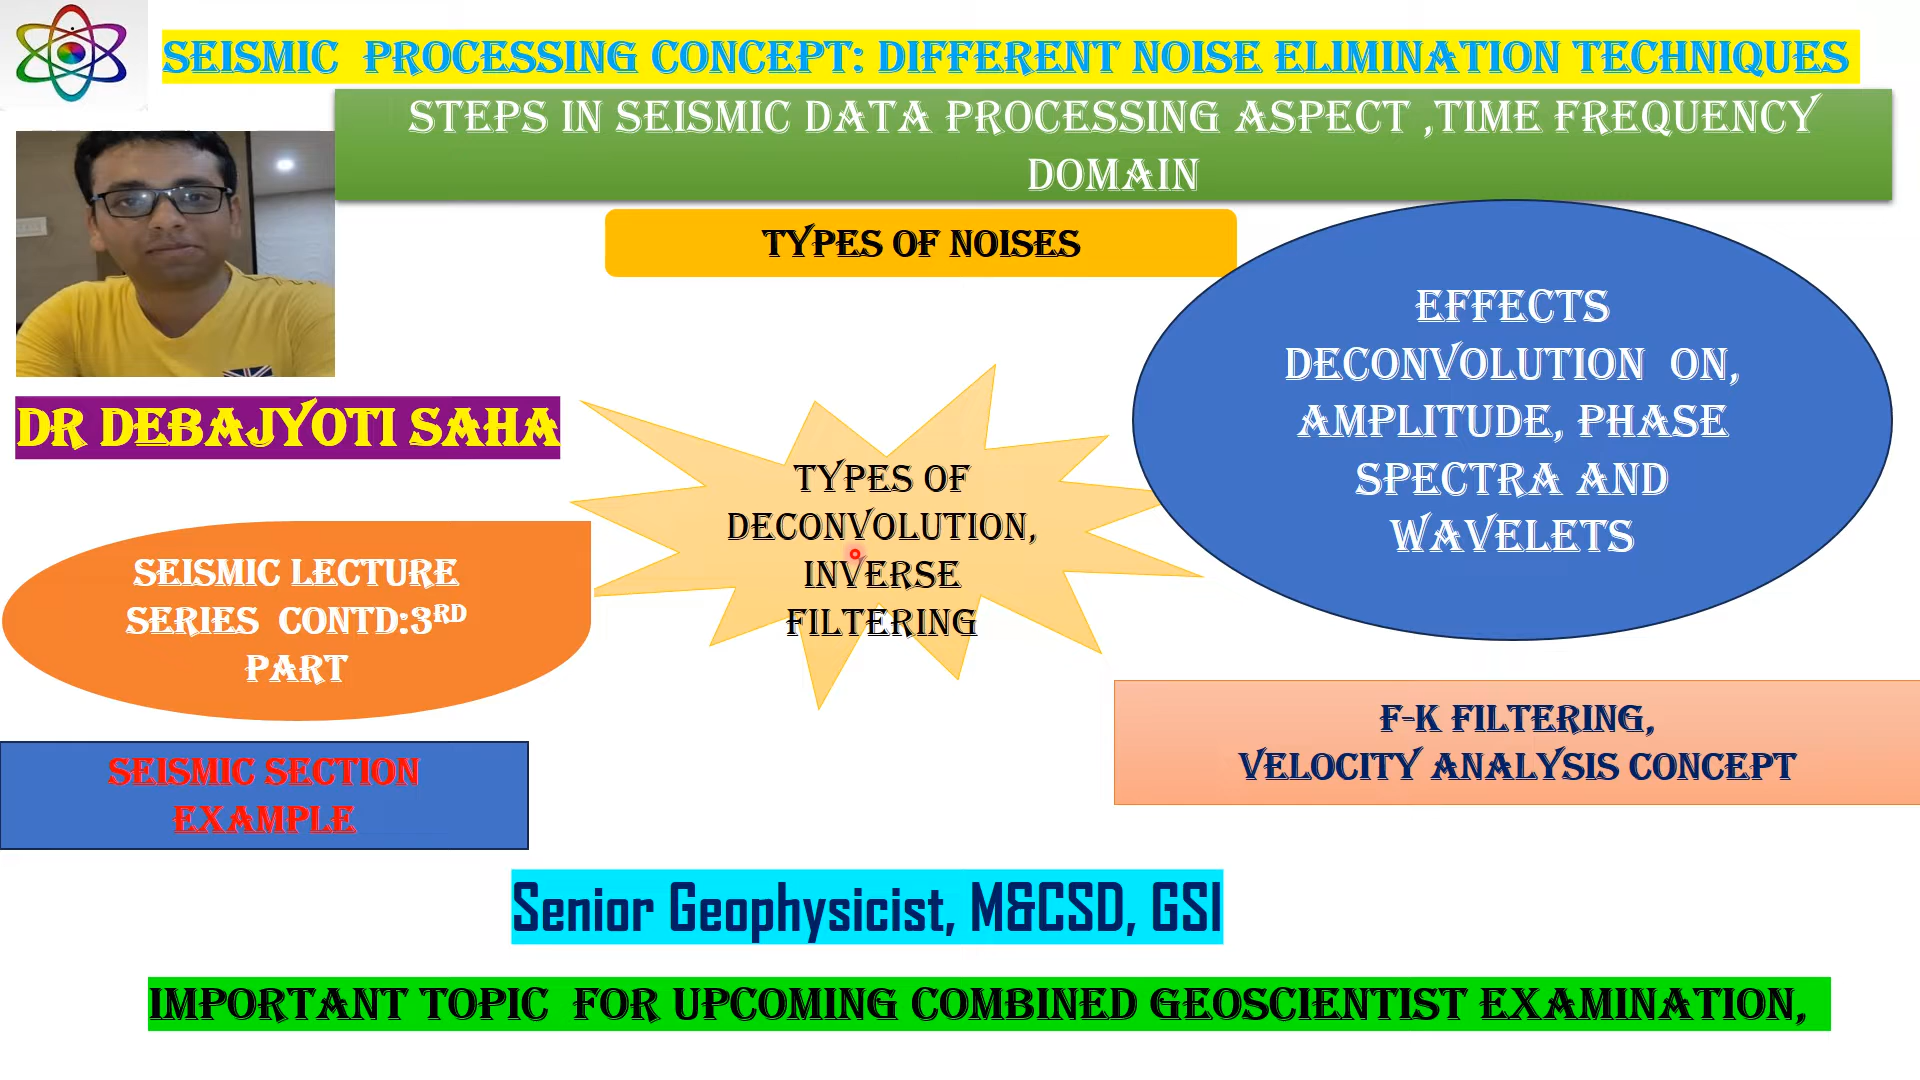 SEISMIC PROCESSING CONCEPT: DIFFERENT NOISE ELIMINATION TECHNIQUES
STEPS IN SEISMIC DATA PROCESSING ASPECT ,TIME FREQUENCY
DOMAIN
TYPES OF NOISES
EFFECTS
DECONVOLUTION ON,
AMPLITUDE, PHASE
SPECTRA AND
WAVELETS
DR DEBAJYOTI SAHA
TYPES OF
DECONVOLUTION,
INVERSE
FILTERING
SEISMIC LECTURE
SERIES CONTD:3RD
PART
F-K FILTERING,
VELOCITY ANALYSIS CONCEPT
SEISMIC SECTION
EXAMPLE
Senior Geophysicist, M&CSD, GSI
IMPORTANT TOPIC FOR UPCOMING COMBINED GEOSCIENTIST EXAMINATION,